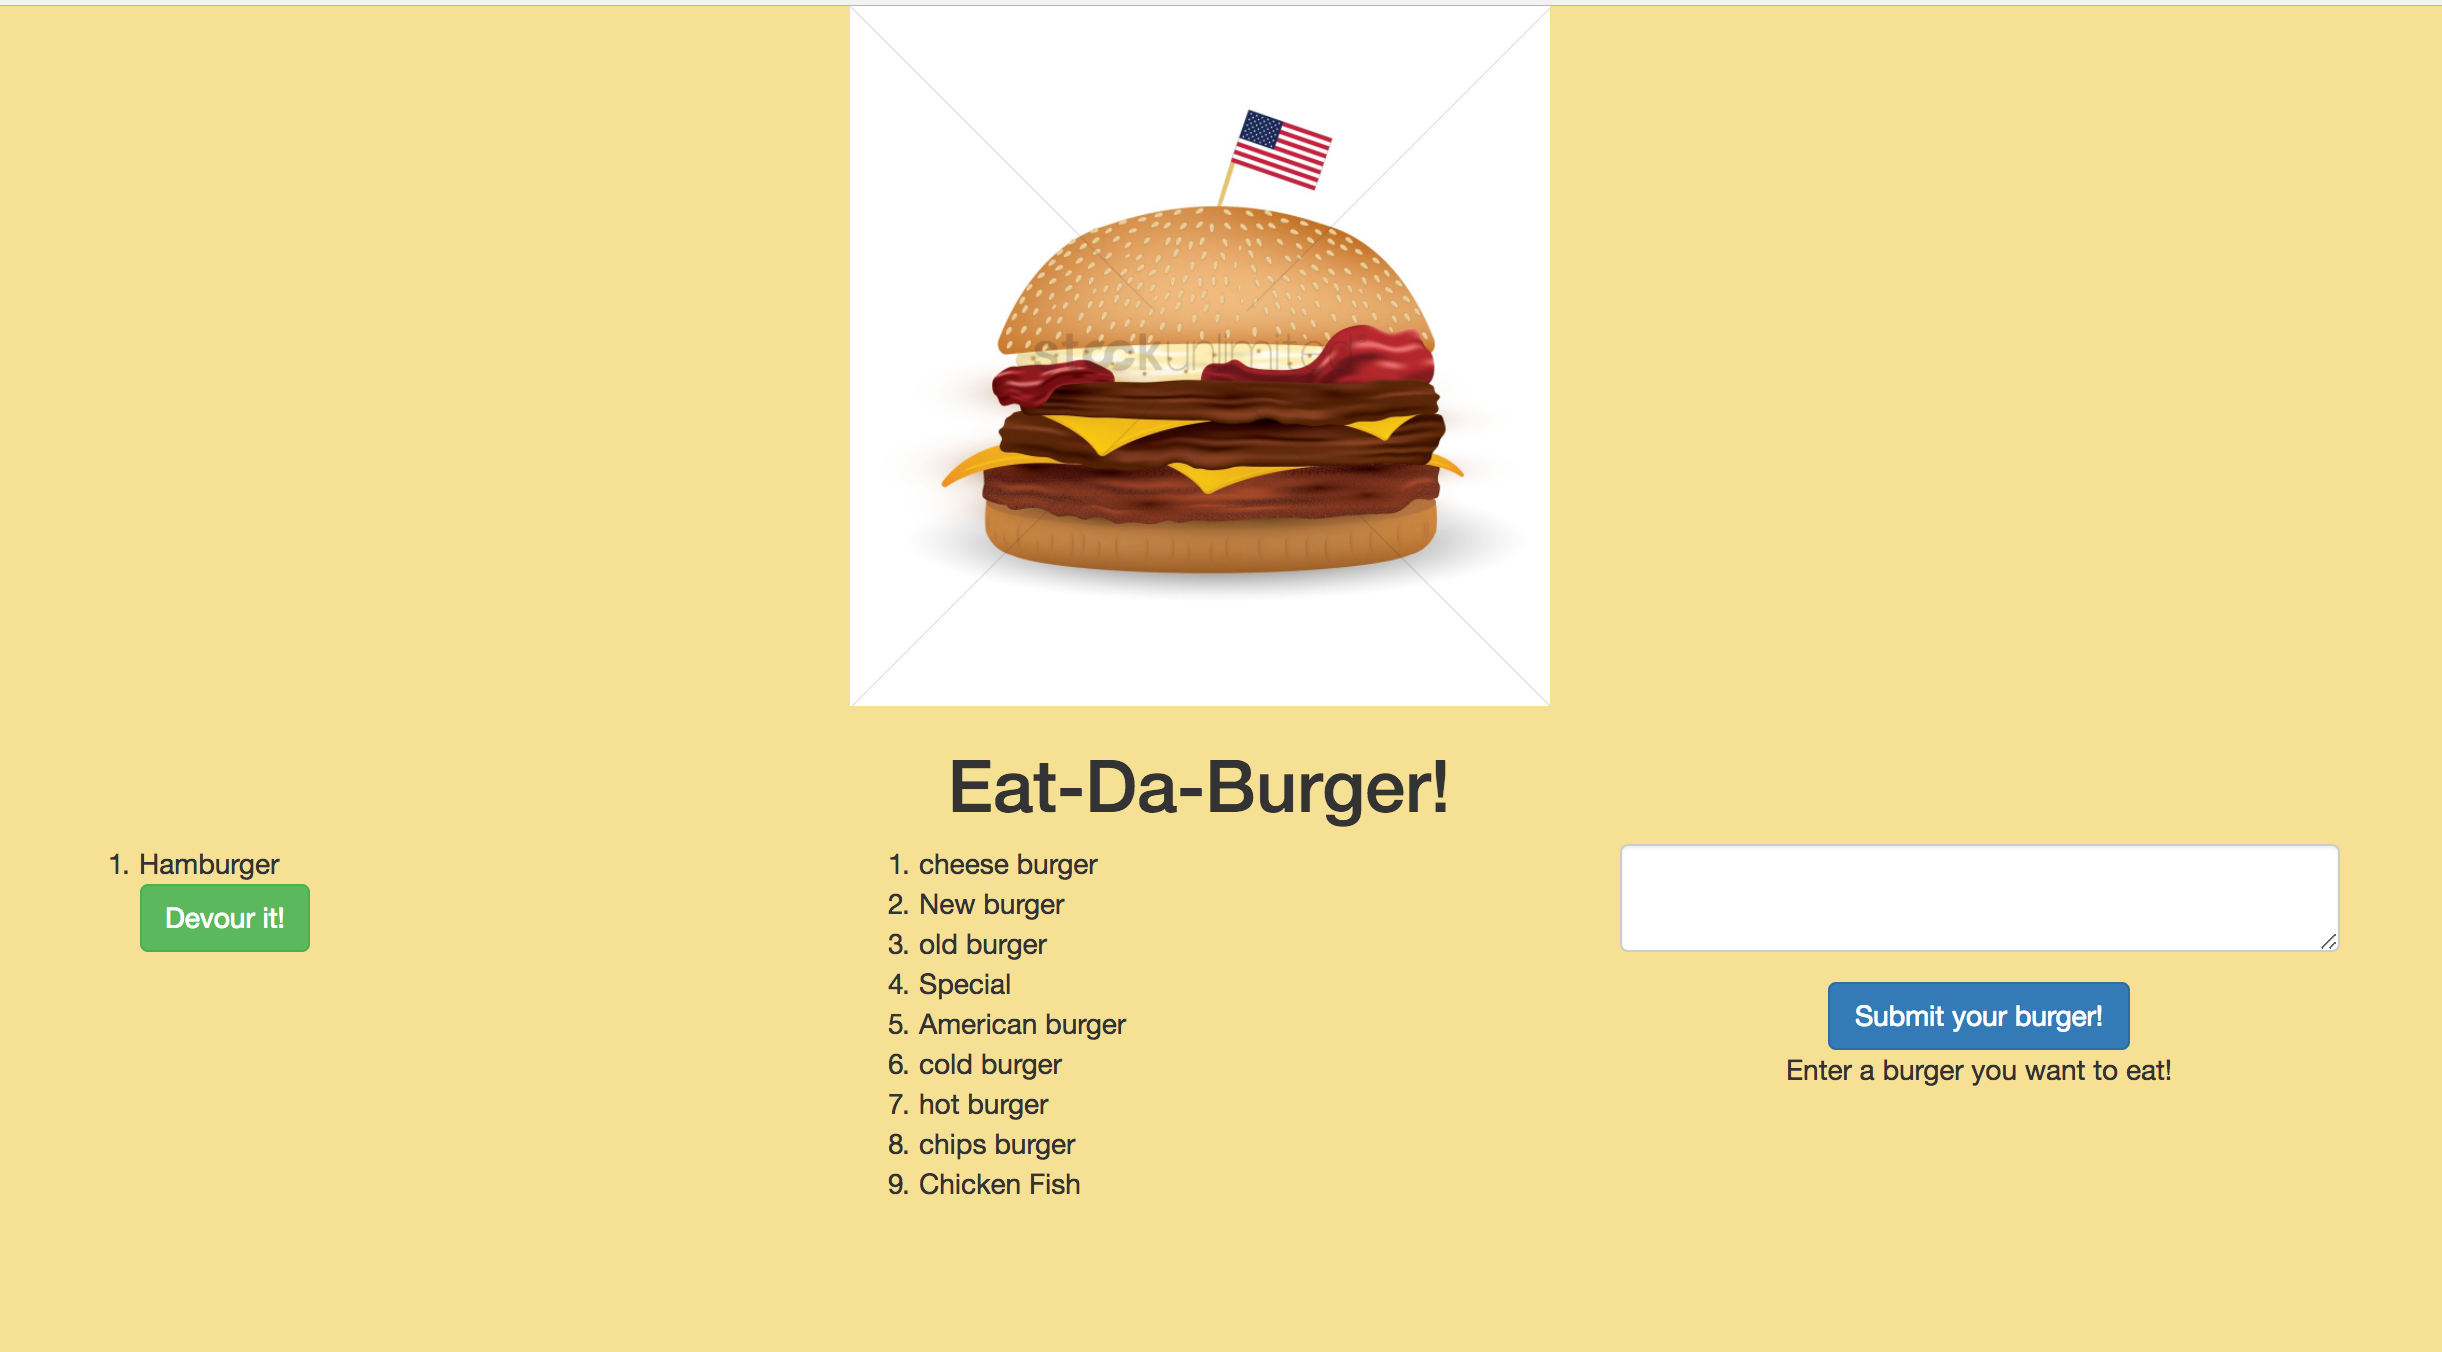 stockunlimited
Eat-Da-Burger!
1. Hamburger
Devour it!
1. cheese burger
2. New burger
3. old burger
4. Special
5. American burger
6. cold burger
7. hot burger
8. chips burger
9. Chicken Fish
Submit your burger!
Enter a burger you want to eat!